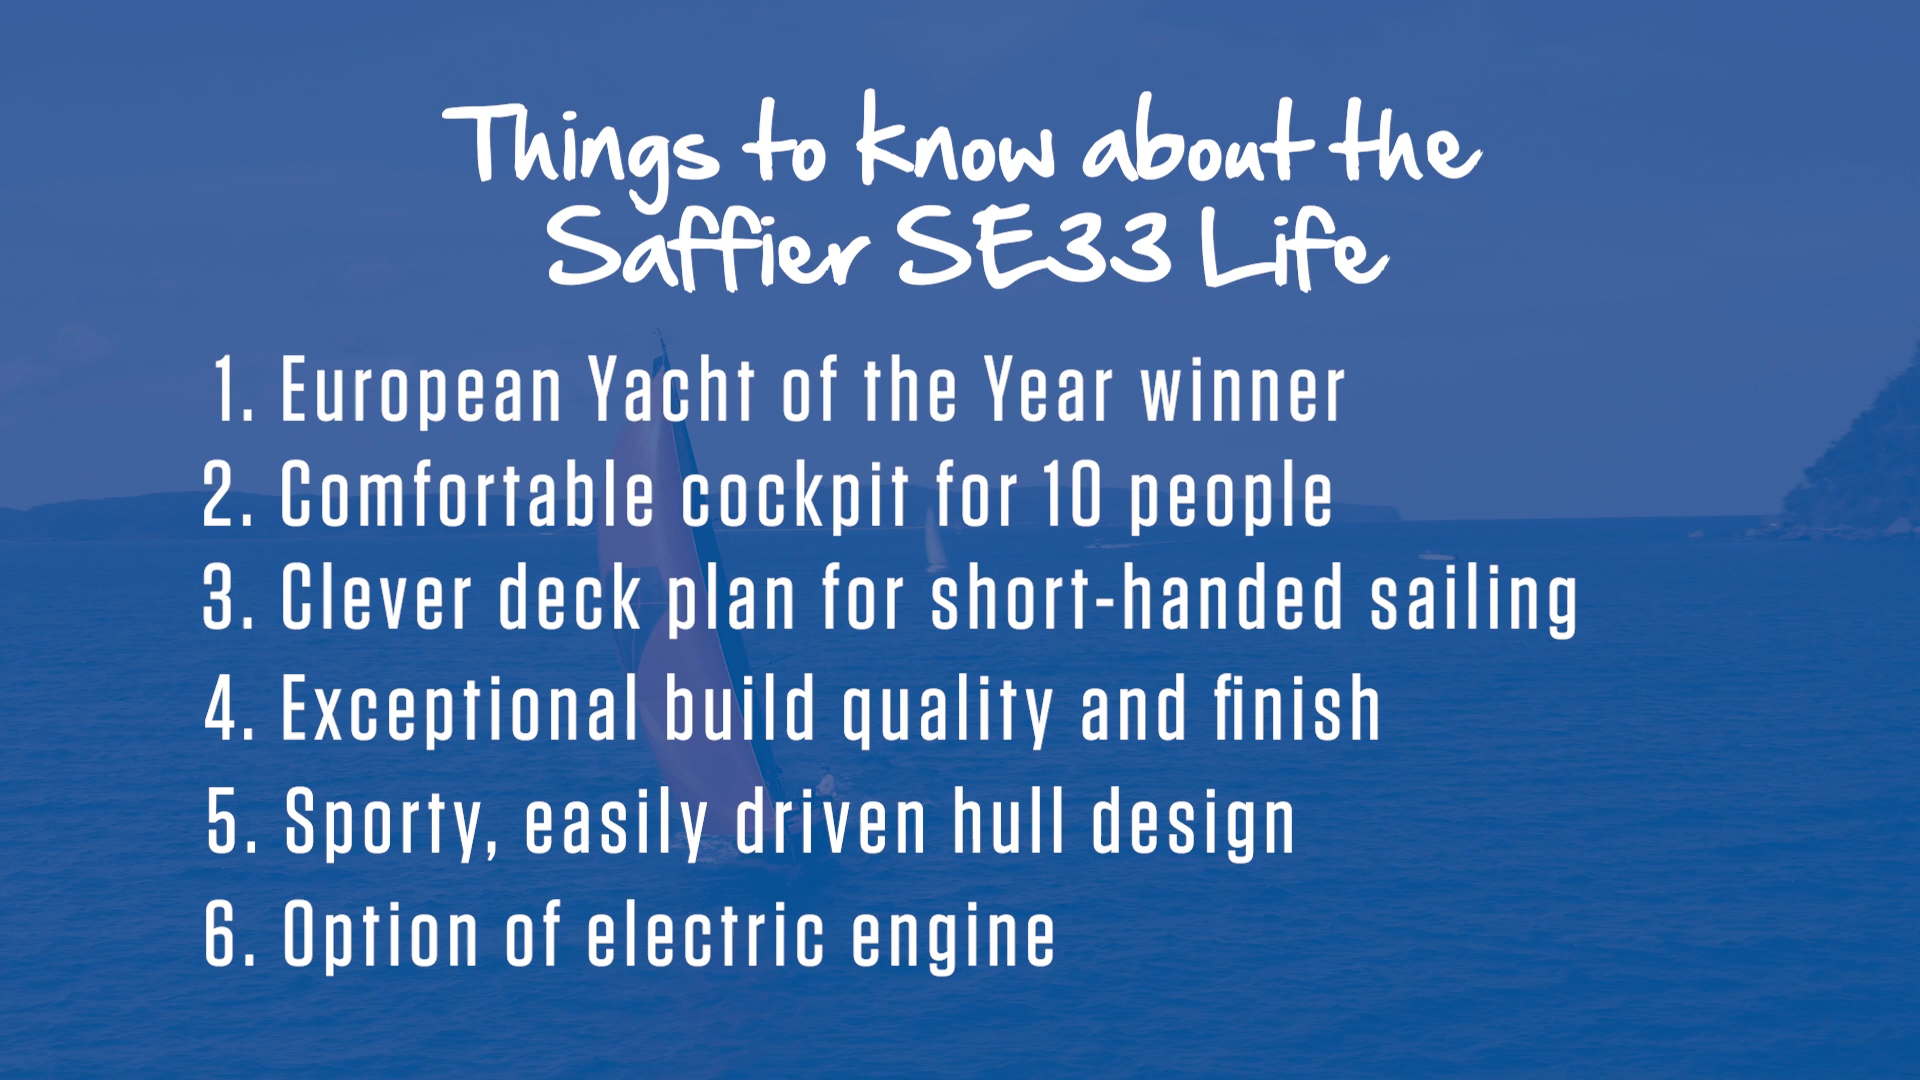 Things to know about the
Saffier SE33 Life
1. European Yacht of the Year winner
2. Comfortable cockpit for 10 people
3. Clever deck plan for short-handed sailing
4. Exceptional build quality and finish
5. Sporty, easily driven hull design
6. Option of electric engine